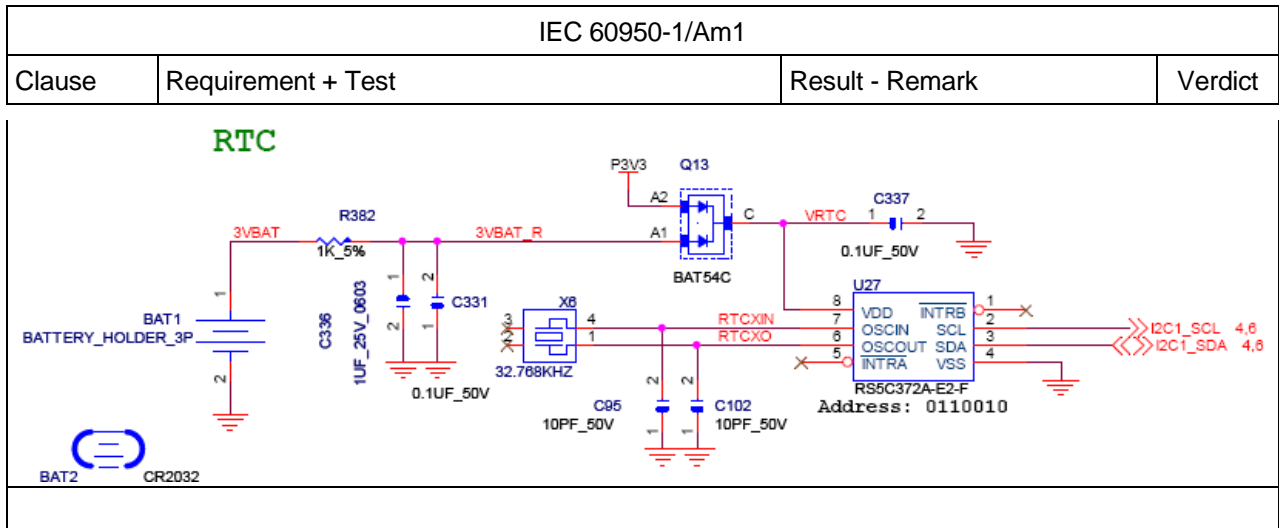 IEC 60950-1/Am1
Clause Requirement + Test Result - Remark Verdict
RTC
P3V3 Q13
A2
C337
R382 C VRTC 1 2
3VBAT 3VBAT_R A1
1K_5% 0.1UF_50V
BAT54C
U27
1 2 C331 X6
8 VDD INTRB 1
3 4 RTCXIN 7 OSCIN SCL 2 I2C1_SCL 4,6
BAT1 C336 1UF_25V_0603
BATTERY_HOLDER_3P 2 1 2 1 RTCXO 6 OSCOUT SDA 3 I2C1_SDA 4,6
5 INTRA VSS 4
32.768KHZ
0.1UF_50V
RS5C372A-E2-F
1 2
2 2
C95 C102 Address: 0110010
10PF_50V 10PF_50V
1 1
BAT2 CR2032